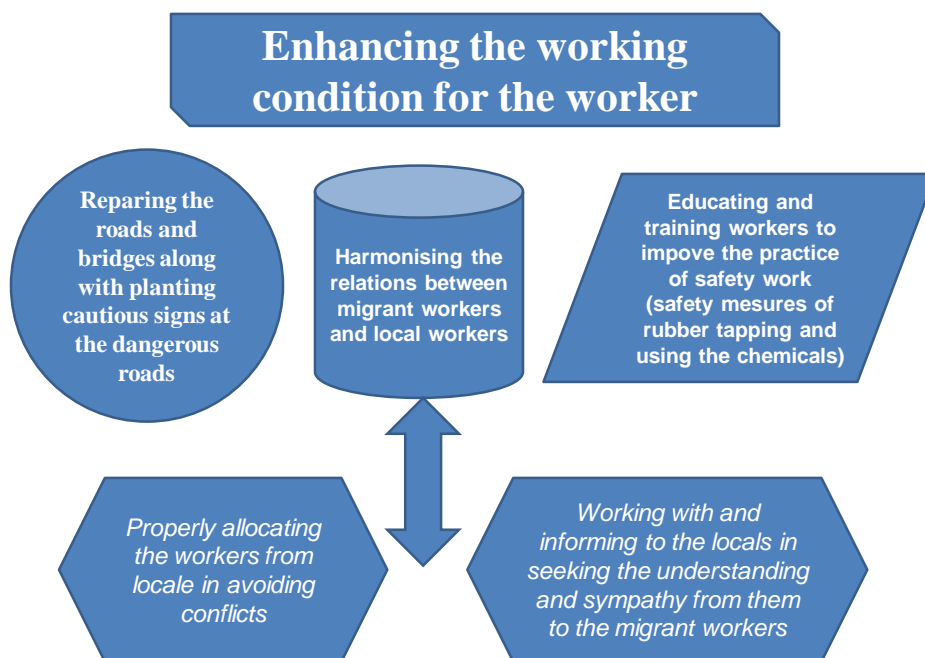 Enhancing the working
condition for the worker
Reparing the
roads and
bridges along
with planting
cautious signs at
the dangerous
roads
Harmonising the
relations between
migrant workers
and local workers
Educating and
training workers to
impove the practice
of safety work
(safety mesures of
rubber tapping and
using the chemicals)
Properly allocating
the workers from
locale in avoiding
conflicts
Working with and
informing to the locals in
seeking the understanding
and sympathy from them
to the migrant workers